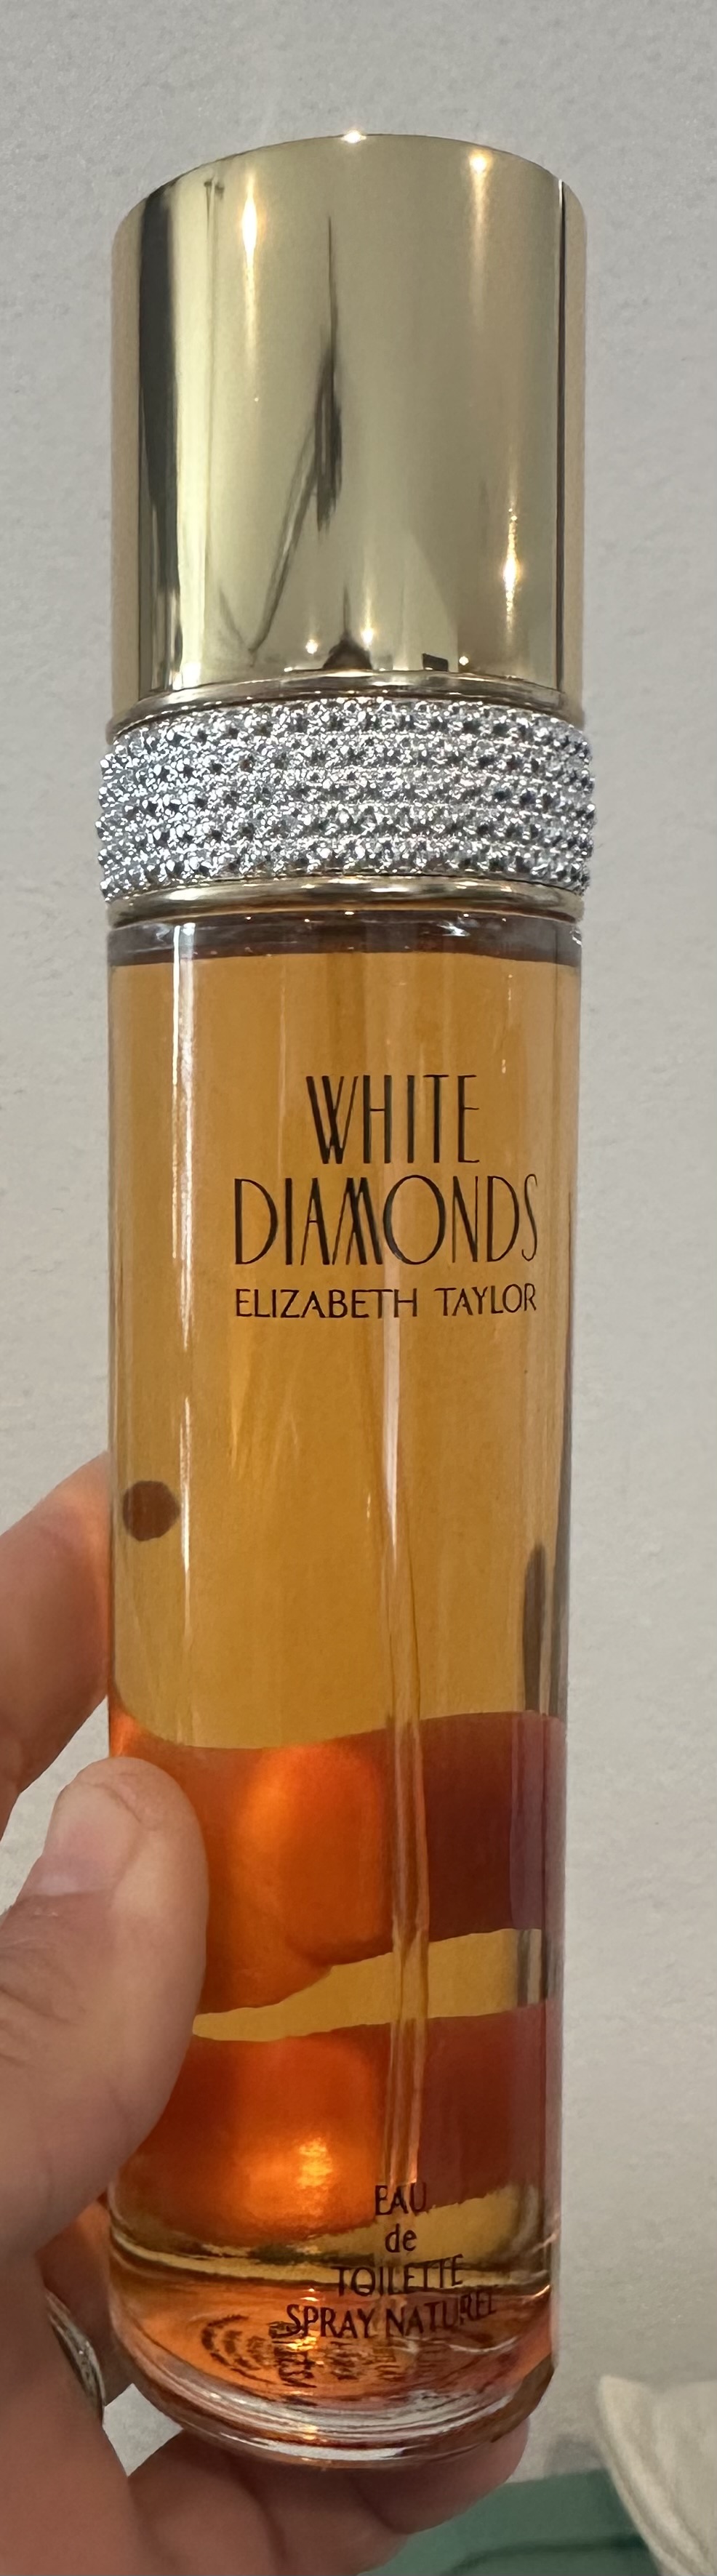 WHITE
DIAMONDS
ELIZABETH TAYLOR
EAU
de
TOILETTE
SPRAY NATUREL